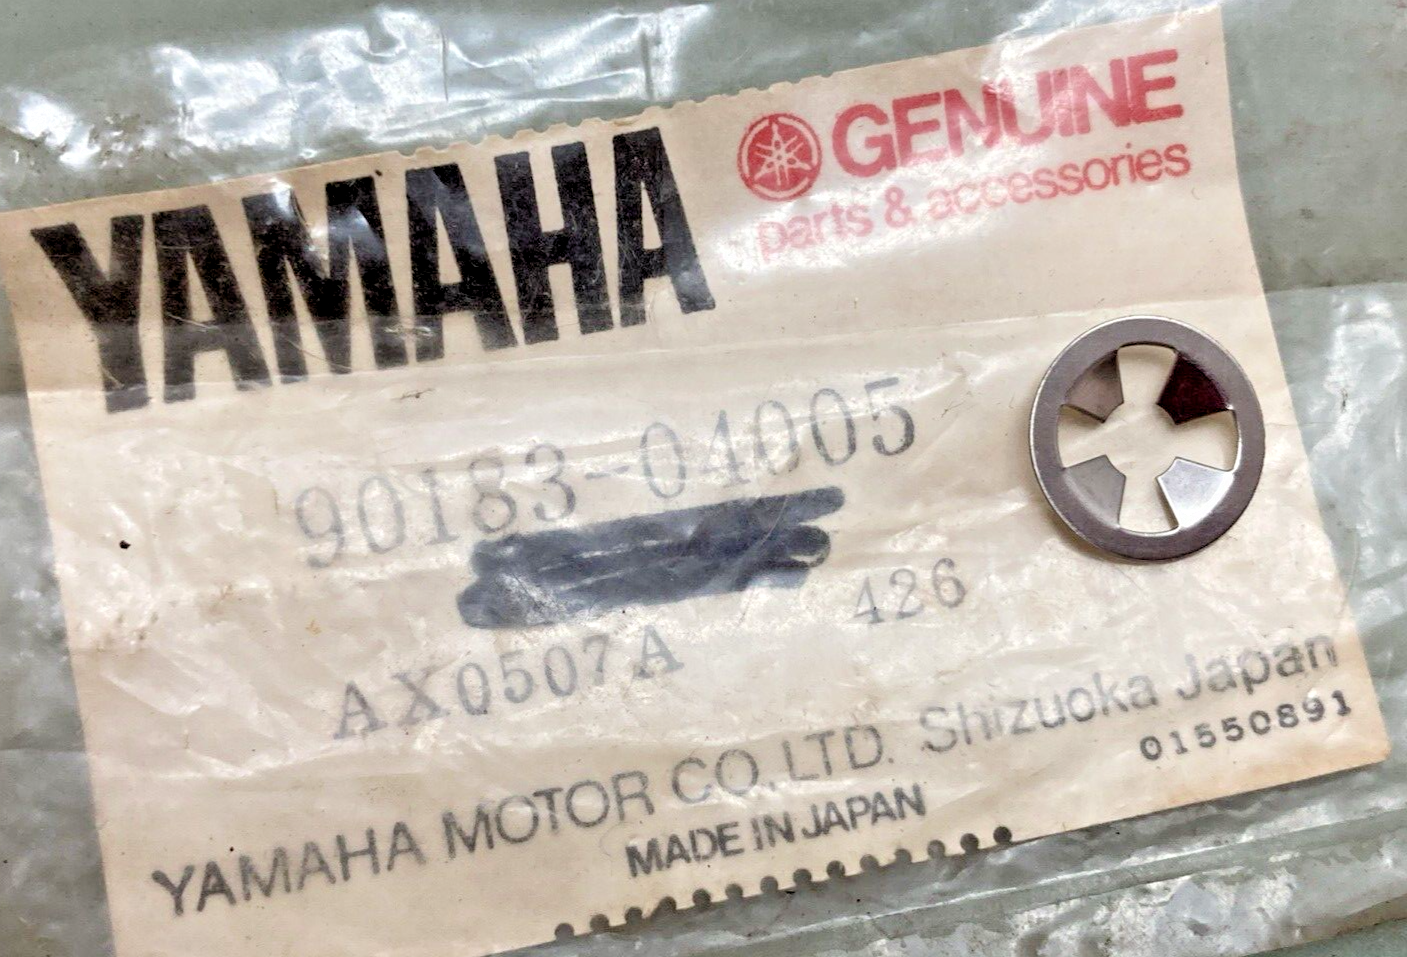 YAMAHA
GENUINE
parts & accessories
90183-04005
426
AX0507A
YAMAHA MOTOR CO., LTD. Shizuoka Japan
01550891
MADE IN JAPAN